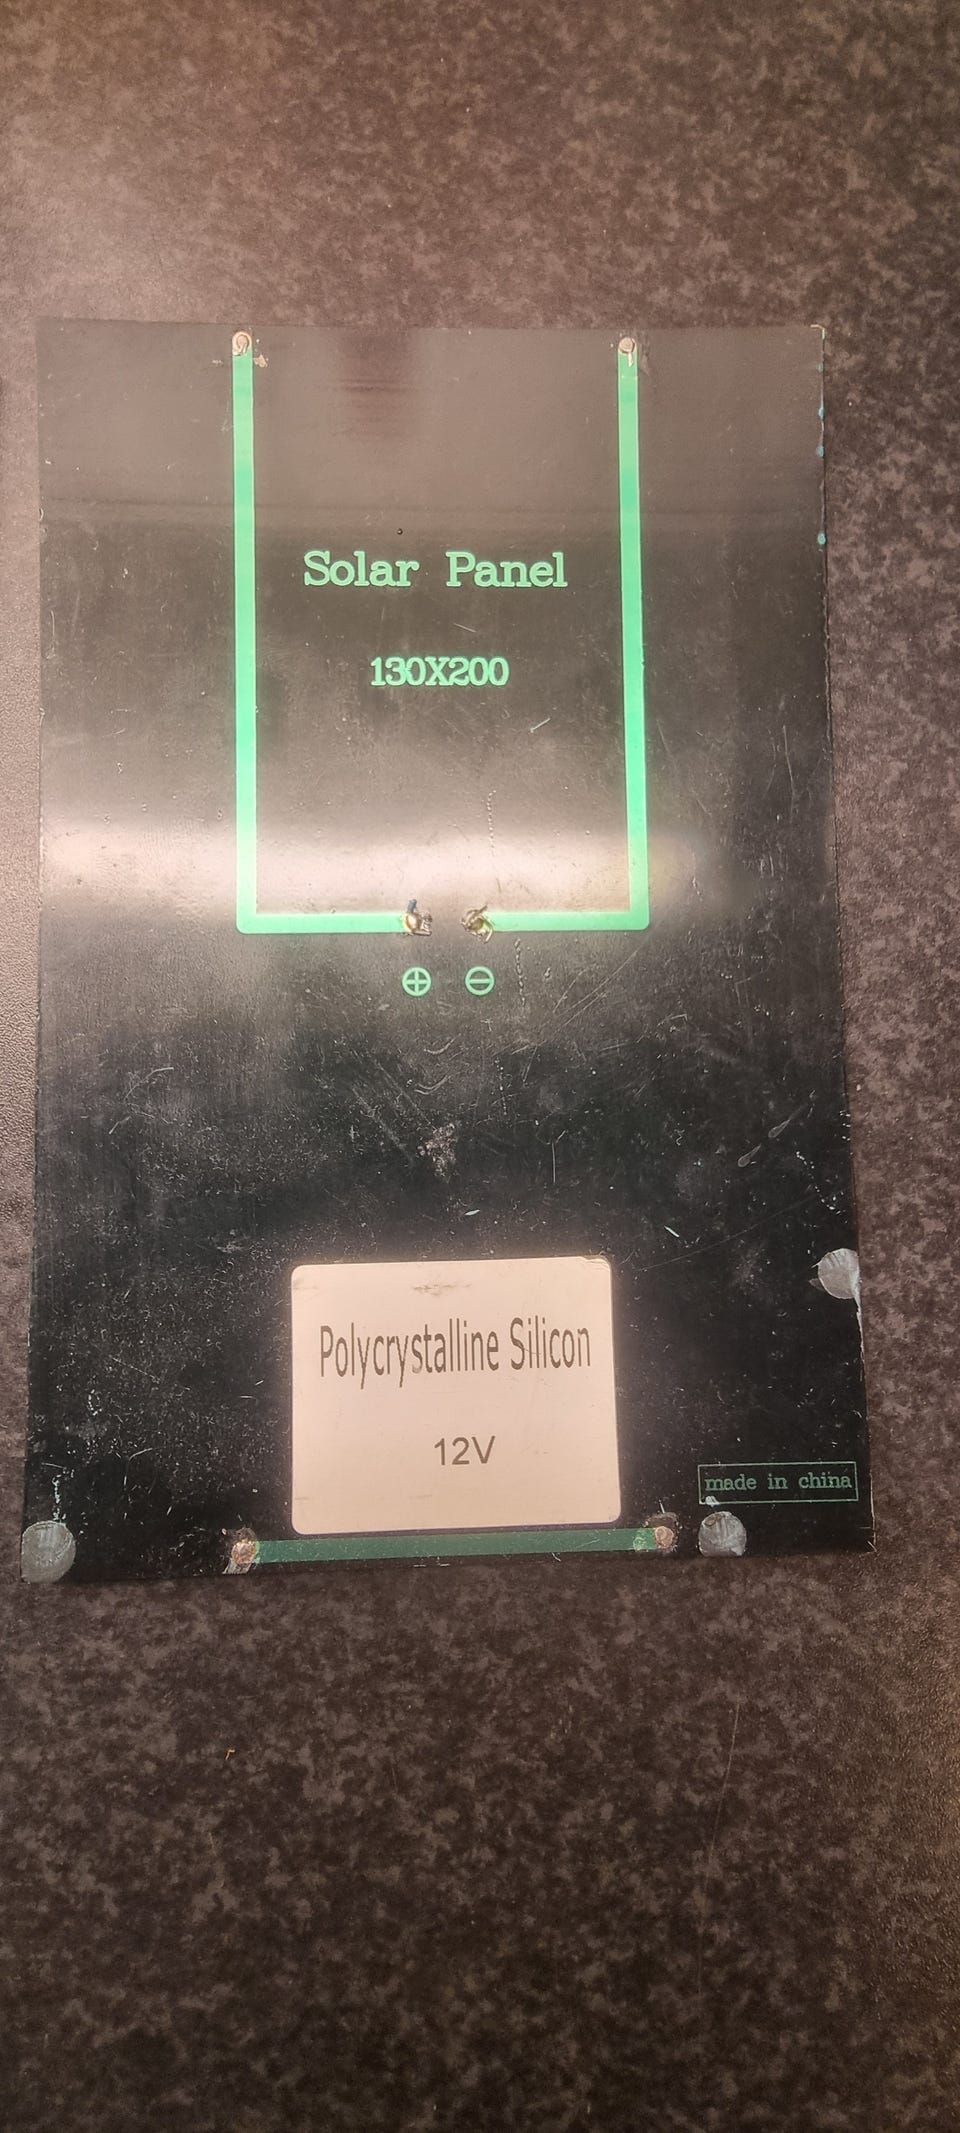 Solar Panel
130X200
+ −
Polycrystalline Silicon
12V
made in china